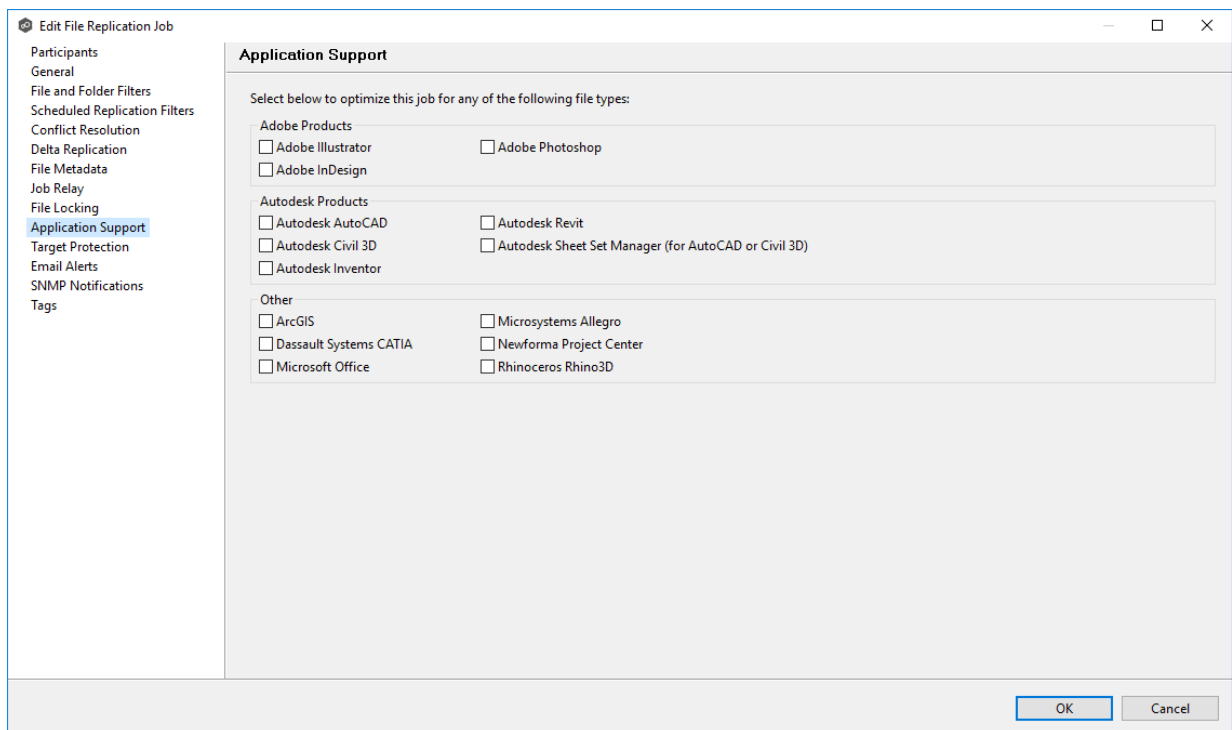 Edit File Replication Job
Participants
General
File and Folder Filters
Scheduled Replication Filters
Conflict Resolution
Delta Replication
File Metadata
Job Relay
File Locking
Application Support
Target Protection
Email Alerts
SNMP Notifications
Tags
Application Support
Select below to optimize this job for any of the following file types:
Adobe Products
Adobe Illustrator Adobe Photoshop
Adobe InDesign
Autodesk Products
Autodesk AutoCAD Autodesk Revit
Autodesk Civil 3D Autodesk Sheet Set Manager (for AutoCAD or Civil 3D)
Autodesk Inventor
Other
ArcGIS Microsystems Allegro
Dassault Systems CATIA Newforma Project Center
Microsoft Office Rhinoceros Rhino3D
OK Cancel